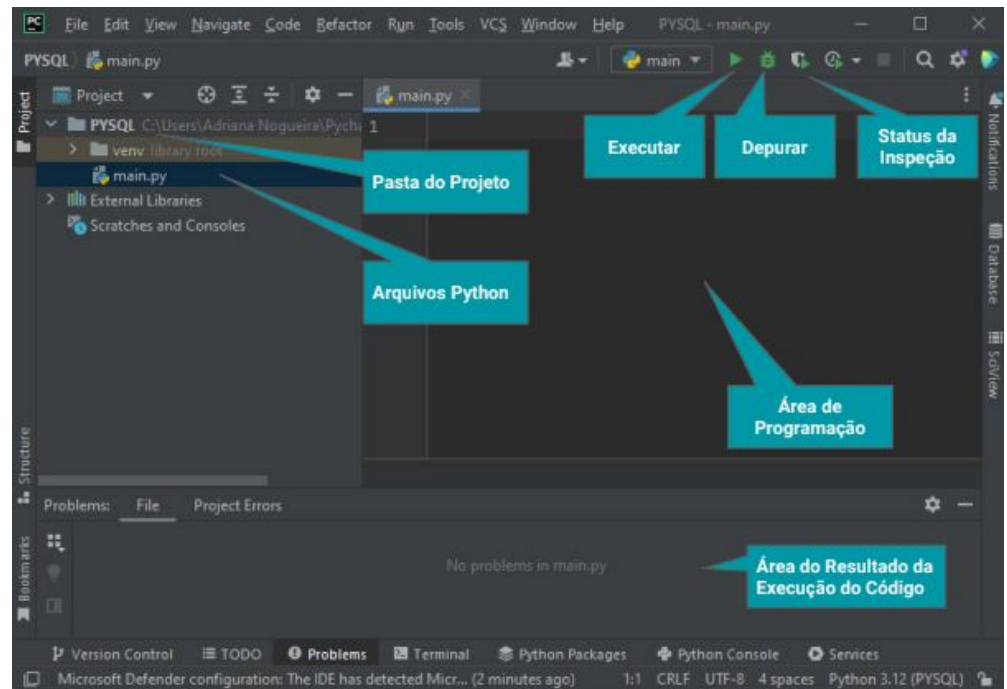 PC File Edit View Navigate Code Refactor Run Tools VCS Window Help PYSQL - main.py
PYSQL main.py main
Project
Project
main.py
PYSQL C:\Users\Adriana Nogueira\Pych
1
venv library root
main.py
External Libraries
Scratches and Consoles
Executar
Depurar
Status da
Inspeção
Pasta do Projeto
Arquivos Python
Área de
Programação
Notifications
Database
SciView
Structure
Bookmarks
Problems: File Project Errors
No problems in main.py
Área do Resultado da
Execução do Código
Version Control TODO Problems Terminal Python Packages Python Console Services
Microsoft Defender configuration: The IDE has detected Micr... (2 minutes ago) 1:1 CRLF UTF-8 4 spaces Python 3.12 (PYSQL)